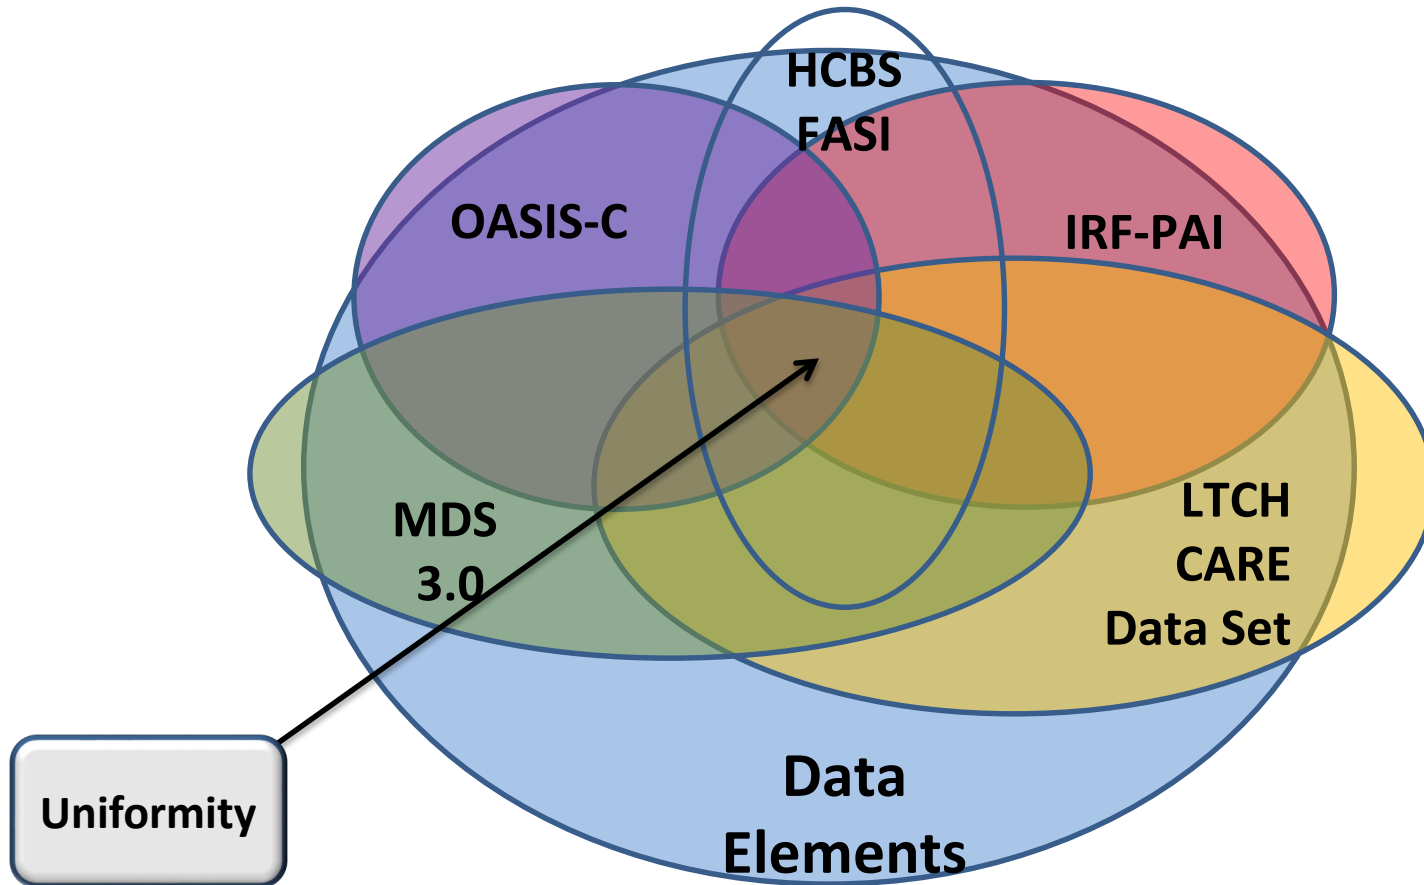 HCBS
FASI
OASIS-C
IRF-PAI
MDS
3.0
LTCH
CARE
Data Set
Data
Elements
Uniformity